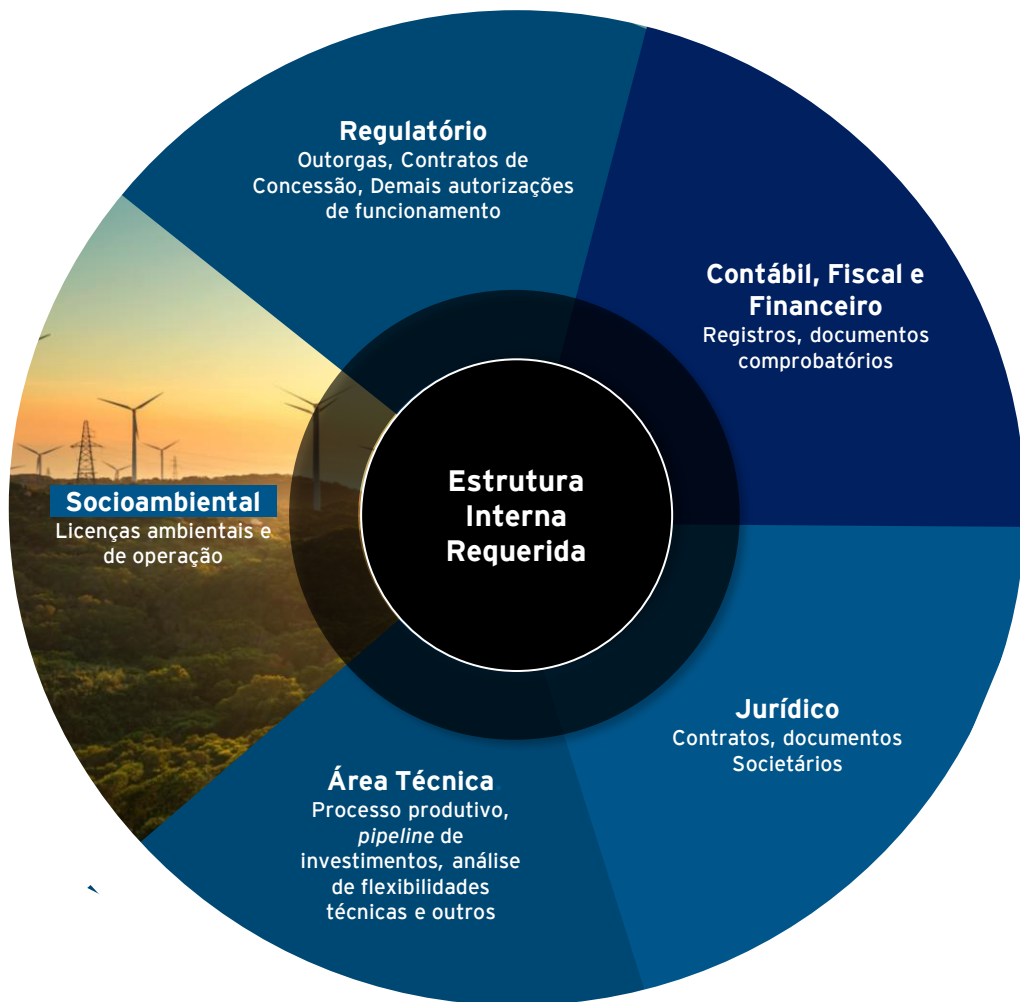 Regulatório
Outorgas, Contratos de
Concessão, Demais autorizações
de funcionamento
Contábil, Fiscal e
Financeiro
Registros, documentos
comprobatórios
Estrutura
Interna
Requerida
Socioambiental
Licenças ambientais e
de operação
Jurídico
Contratos, documentos
Societários
Área Técnica
Processo produtivo,
pipeline de
investimentos, análise
de flexibilidades
técnicas e outros